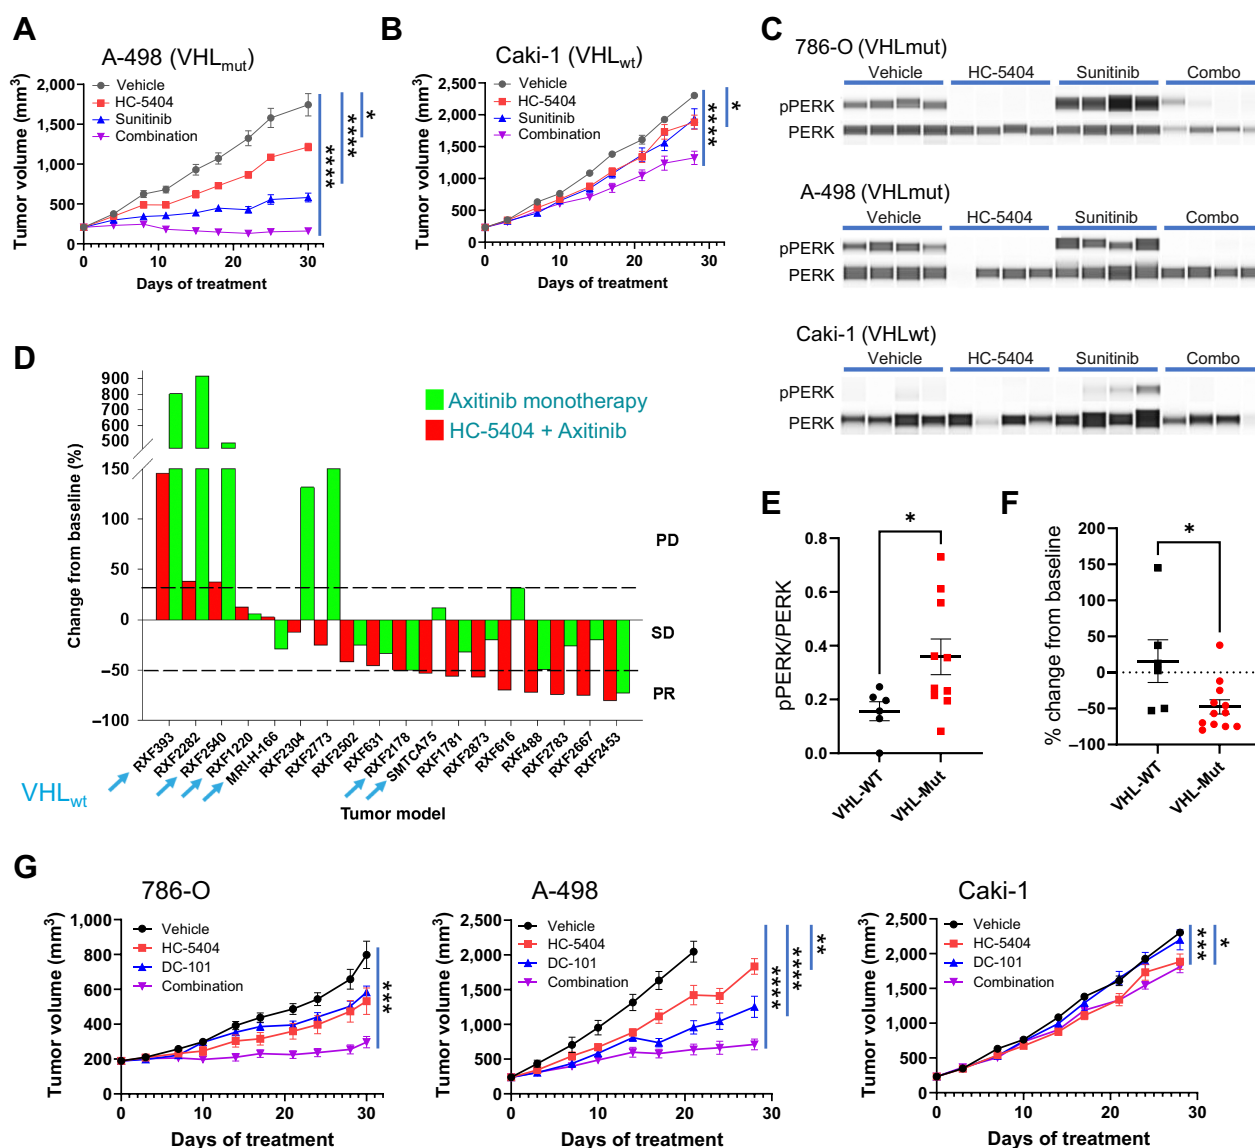 A
A-498 (VHLmut)
Tumor volume (mm3)
2,000
1,500
1,000
500
0
Vehicle
HC-5404
Sunitinib
Combination
*
****
****
0
10
20
30
Days of treatment
B
Caki-1 (VHLwt)
Tumor volume (mm3)
2,500
2,000
1,500
1,000
500
0
Vehicle
HC-5404
Sunitinib
Combination
*
****
0
10
20
30
Days of treatment
C
786-O (VHLmut)
Vehicle HC-5404 Sunitinib Combo
pPERK
PERK
A-498 (VHLmut)
Vehicle HC-5404 Sunitinib Combo
pPERK
PERK
Caki-1 (VHLwt)
Vehicle HC-5404 Sunitinib Combo
pPERK
PERK
D
Change from baseline (%)
900
800
700
600
500
150
100
50
0
−50
−100
Axitinib monotherapy
HC-5404 + Axitinib
PD
SD
PR
RXF393
RXF2282
RXF2540
RXF1220
MRI-H-166
RXF2304
RXF2773
RXF2502
RXF631
RXF2178
SMTCA75
RXF1781
RXF2873
RXF616
RXF488
RXF2783
RXF2667
RXF2453
VHLwt
Tumor model
E
pPERK/PERK
0.8
0.6
0.4
0.2
0.0
*
VHL-WT
VHL-Mut
F
% change from baseline
200
150
100
50
0
−50
−100
*
VHL-WT
VHL-Mut
G
786-O
Tumor volume (mm3)
1,000
800
600
400
200
0
Vehicle
HC-5404
DC-101
Combination
***
0
10
20
30
Days of treatment
A-498
Tumor volume (mm3)
2,500
2,000
1,500
1,000
500
0
Vehicle
HC-5404
DC-101
Combination
**
****
****
0
10
20
30
Days of treatment
Caki-1
Tumor volume (mm3)
2,500
2,000
1,500
1,000
500
0
Vehicle
HC-5404
DC-101
Combination
*
***
0
10
20
30
Days of treatment